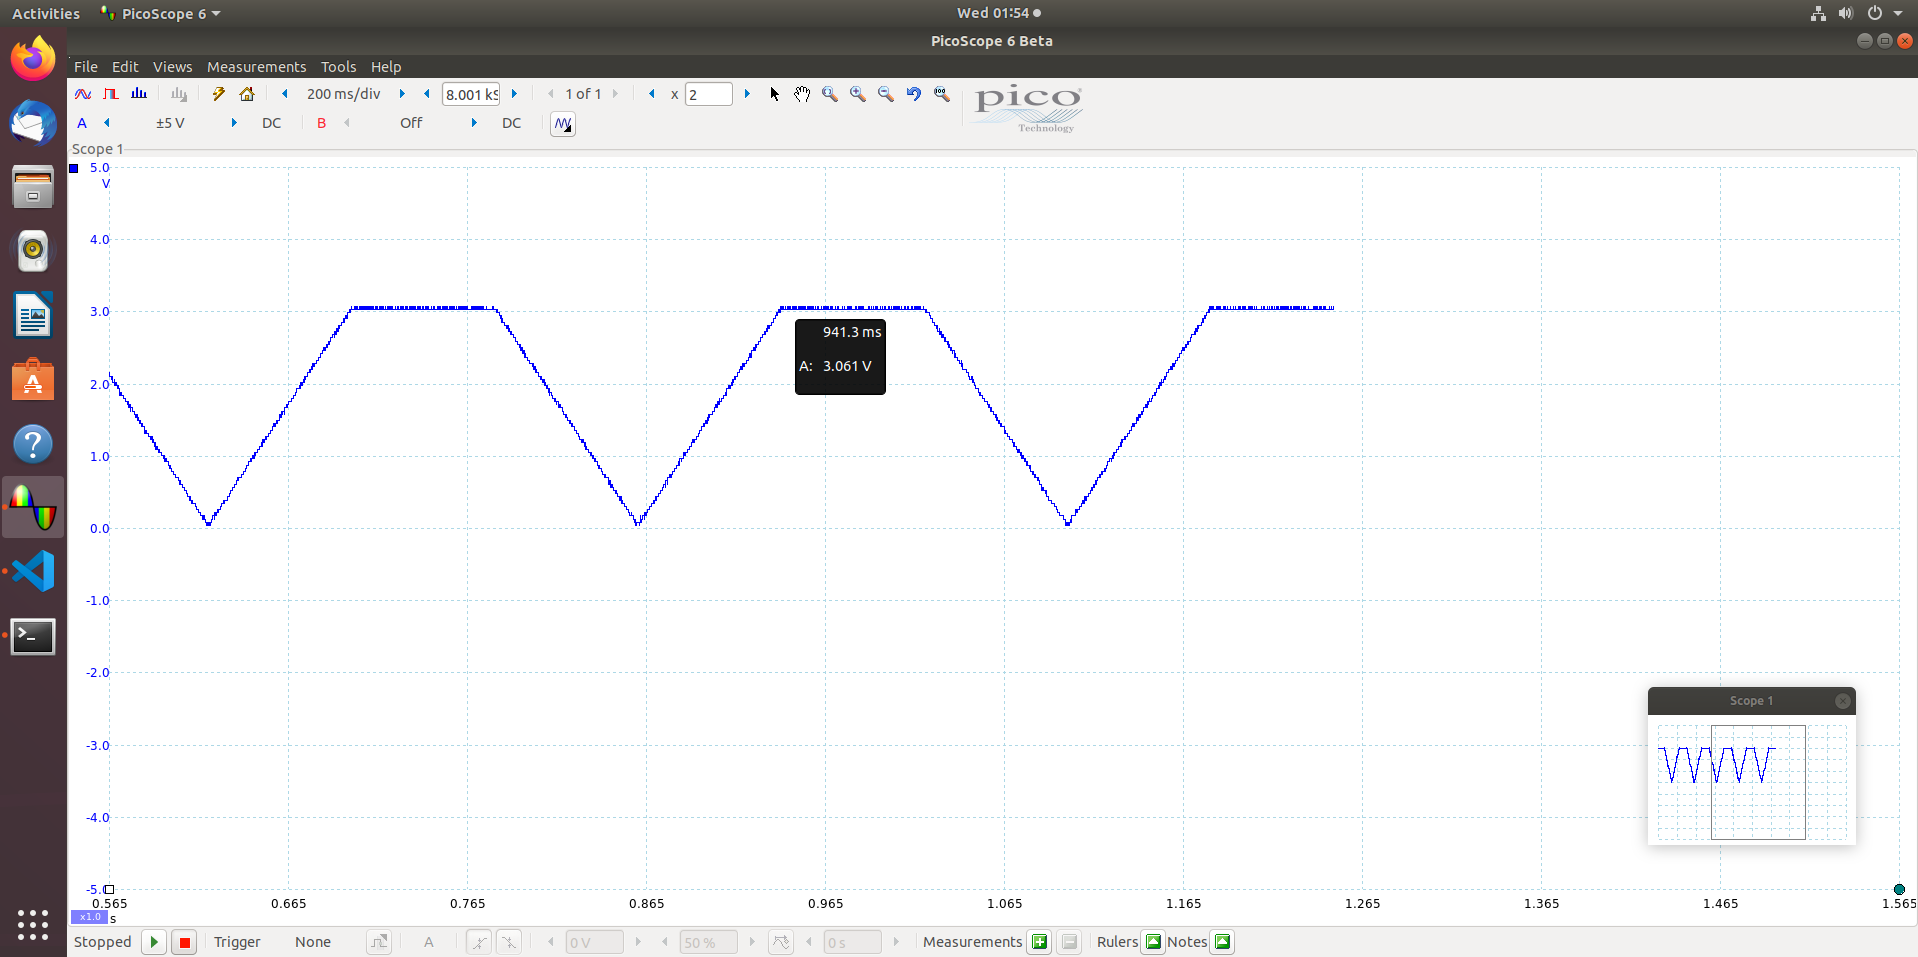 Activities PicoScope 6 Wed 01:54
PicoScope 6 Beta
File Edit Views Measurements Tools Help
200 ms/div 8.001 kS 1 of 1 x 2
pico
Technology
A ±5 V DC B Off DC
Scope 1
5.0
V
4.0
3.0
2.0
1.0
0.0
-1.0
-2.0
-3.0
-4.0
-5.0
941.3 ms
A: 3.061 V
Scope 1
0.565 0.665 0.765 0.865 0.965 1.065 1.165 1.265 1.365 1.465 1.565
x1.0 s
Stopped Trigger None A 0 V 50 % 0 s Measurements Rulers Notes